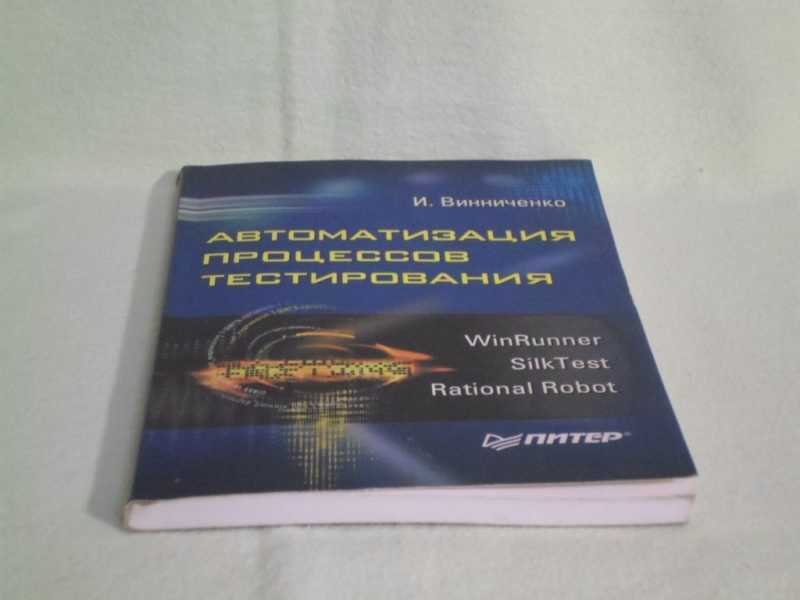 И. Винниченко
АВТОМАТИЗАЦИЯ
ПРОЦЕССОВ
ТЕСТИРОВАНИЯ
WinRunner
SilkTest
Rational Robot
ПИТЕР®